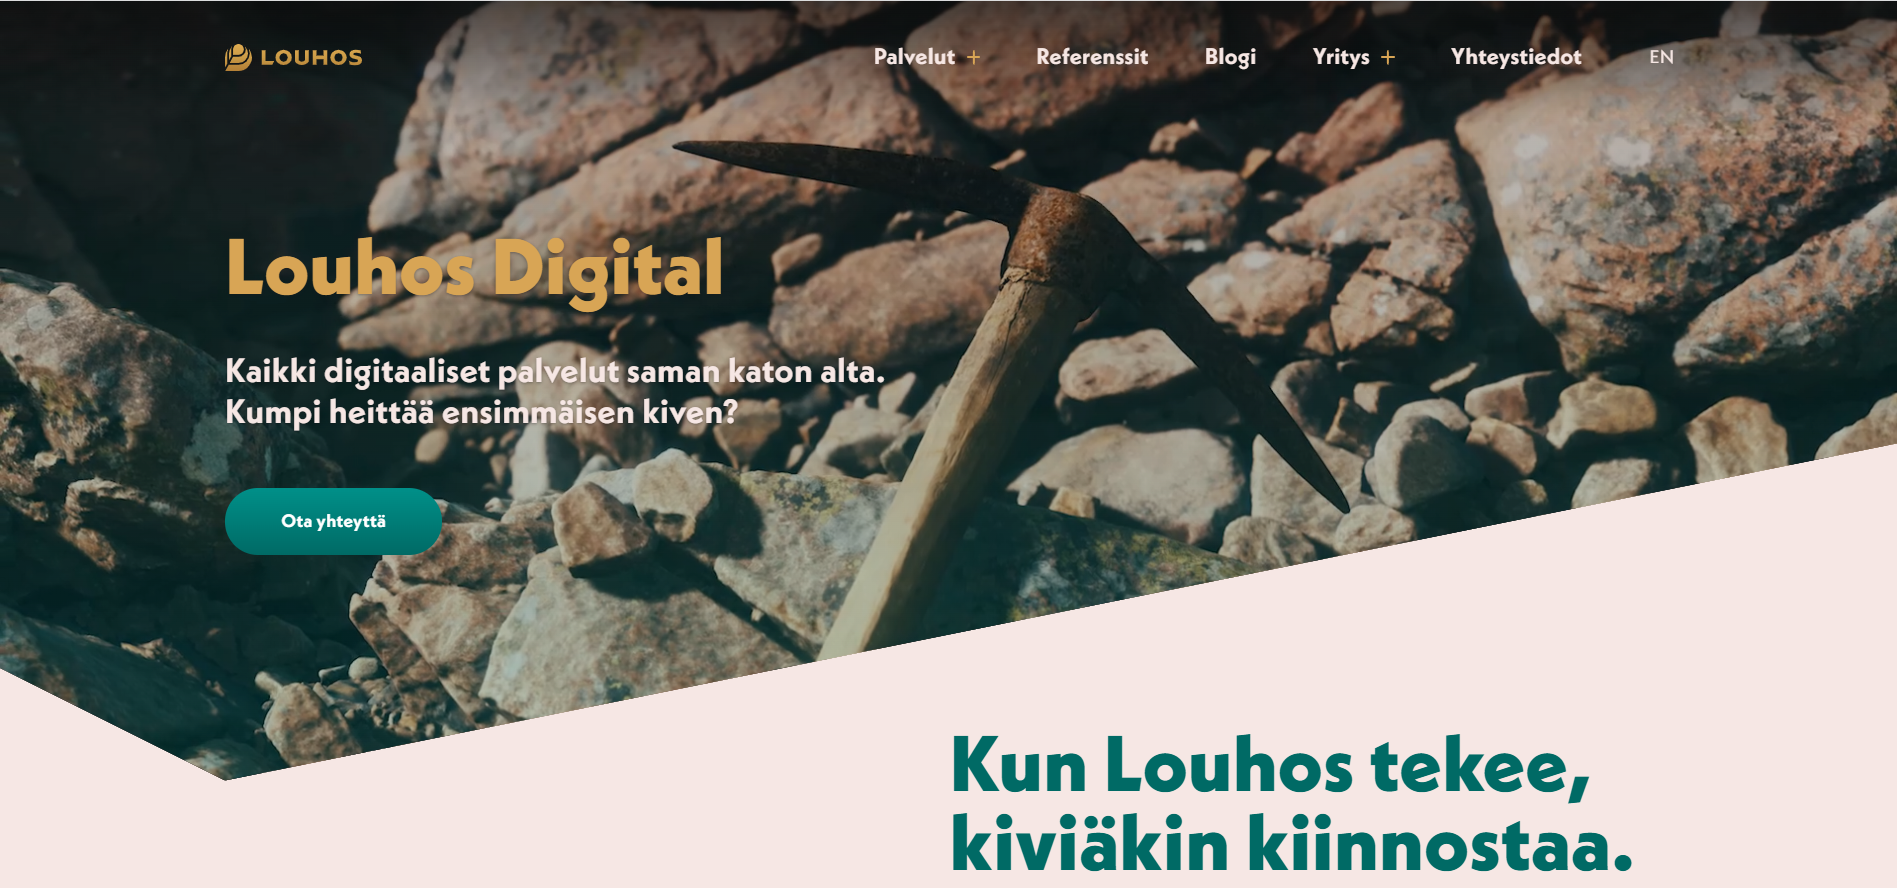 LOUHOS
Palvelut +
Referenssit
Blogi
Yritys +
Yhteystiedot
EN
Louhos Digital
Kaikki digitaaliset palvelut saman katon alta.
Kumpi heittää ensimmäisen kiven?
Ota yhteyttä
Kun Louhos tekee,
kiviäkin kiinnostaa.